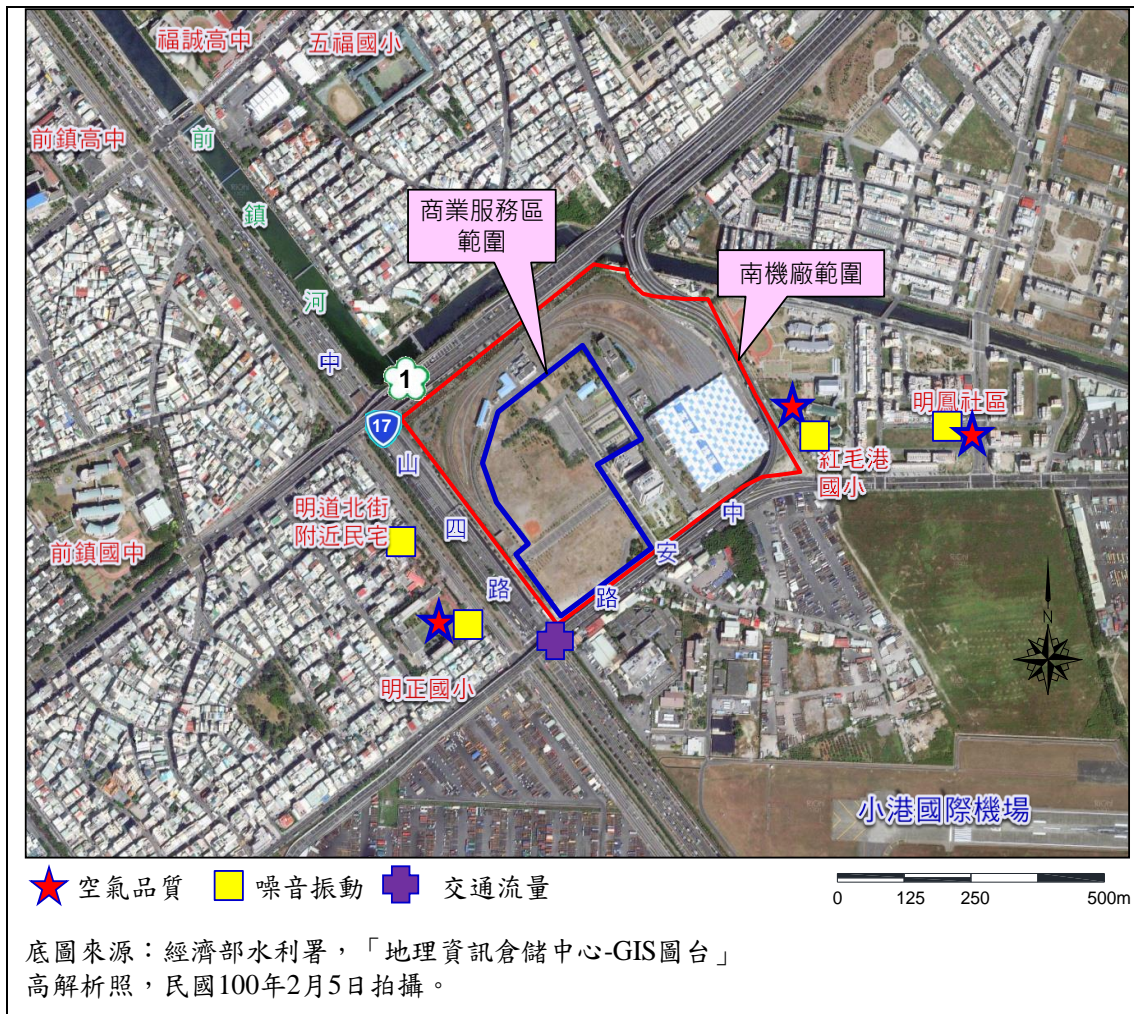 福誠高中
五福國小
前鎮高中
前
鎮
河
商業服務區
範圍
南機廠範圍
中
1
17
山
四
路
明鳳社區
紅毛港
國小
明道北街
附近民宅
前鎮國中
中
安
路
明正國小
N
小港國際機場
空氣品質
噪音振動
交通流量
0 125 250 500m
底圖來源：經濟部水利署，「地理資訊倉儲中心-GIS圖台」
高解析照，民國100年2月5日拍攝。